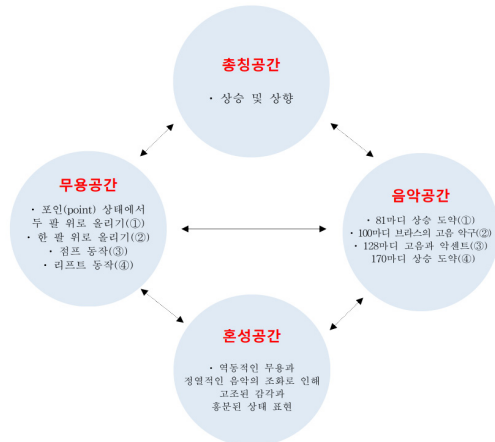 총칭공간
• 상승 및 상향
무용공간
• 포인(point) 상태에서
두 팔 위로 올리기(①)
• 한 팔 위로 올리기(②)
• 점프 동작(③)
• 리프트 동작(④)
음악공간
• 81마디 상승 도약(①)
• 100마디 브라스의 고음 악구(②)
• 128마디 고음과 악센트(③)
170마디 상승 도약(④)
혼성공간
• 역동적인 무용과
정열적인 음악의 조화로 인해
고조된 감각과
흥분된 상태 표현